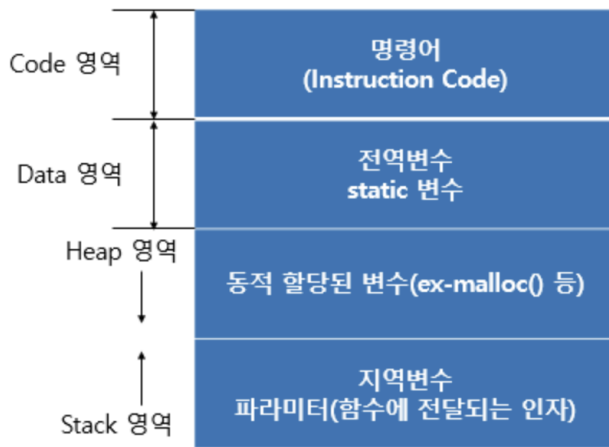 Code 영역
명령어
(Instruction Code)
Data 영역
전역변수
static 변수
Heap 영역
동적 할당된 변수(ex-malloc() 등)
Stack 영역
지역변수
파라미터(함수에 전달되는 인자)